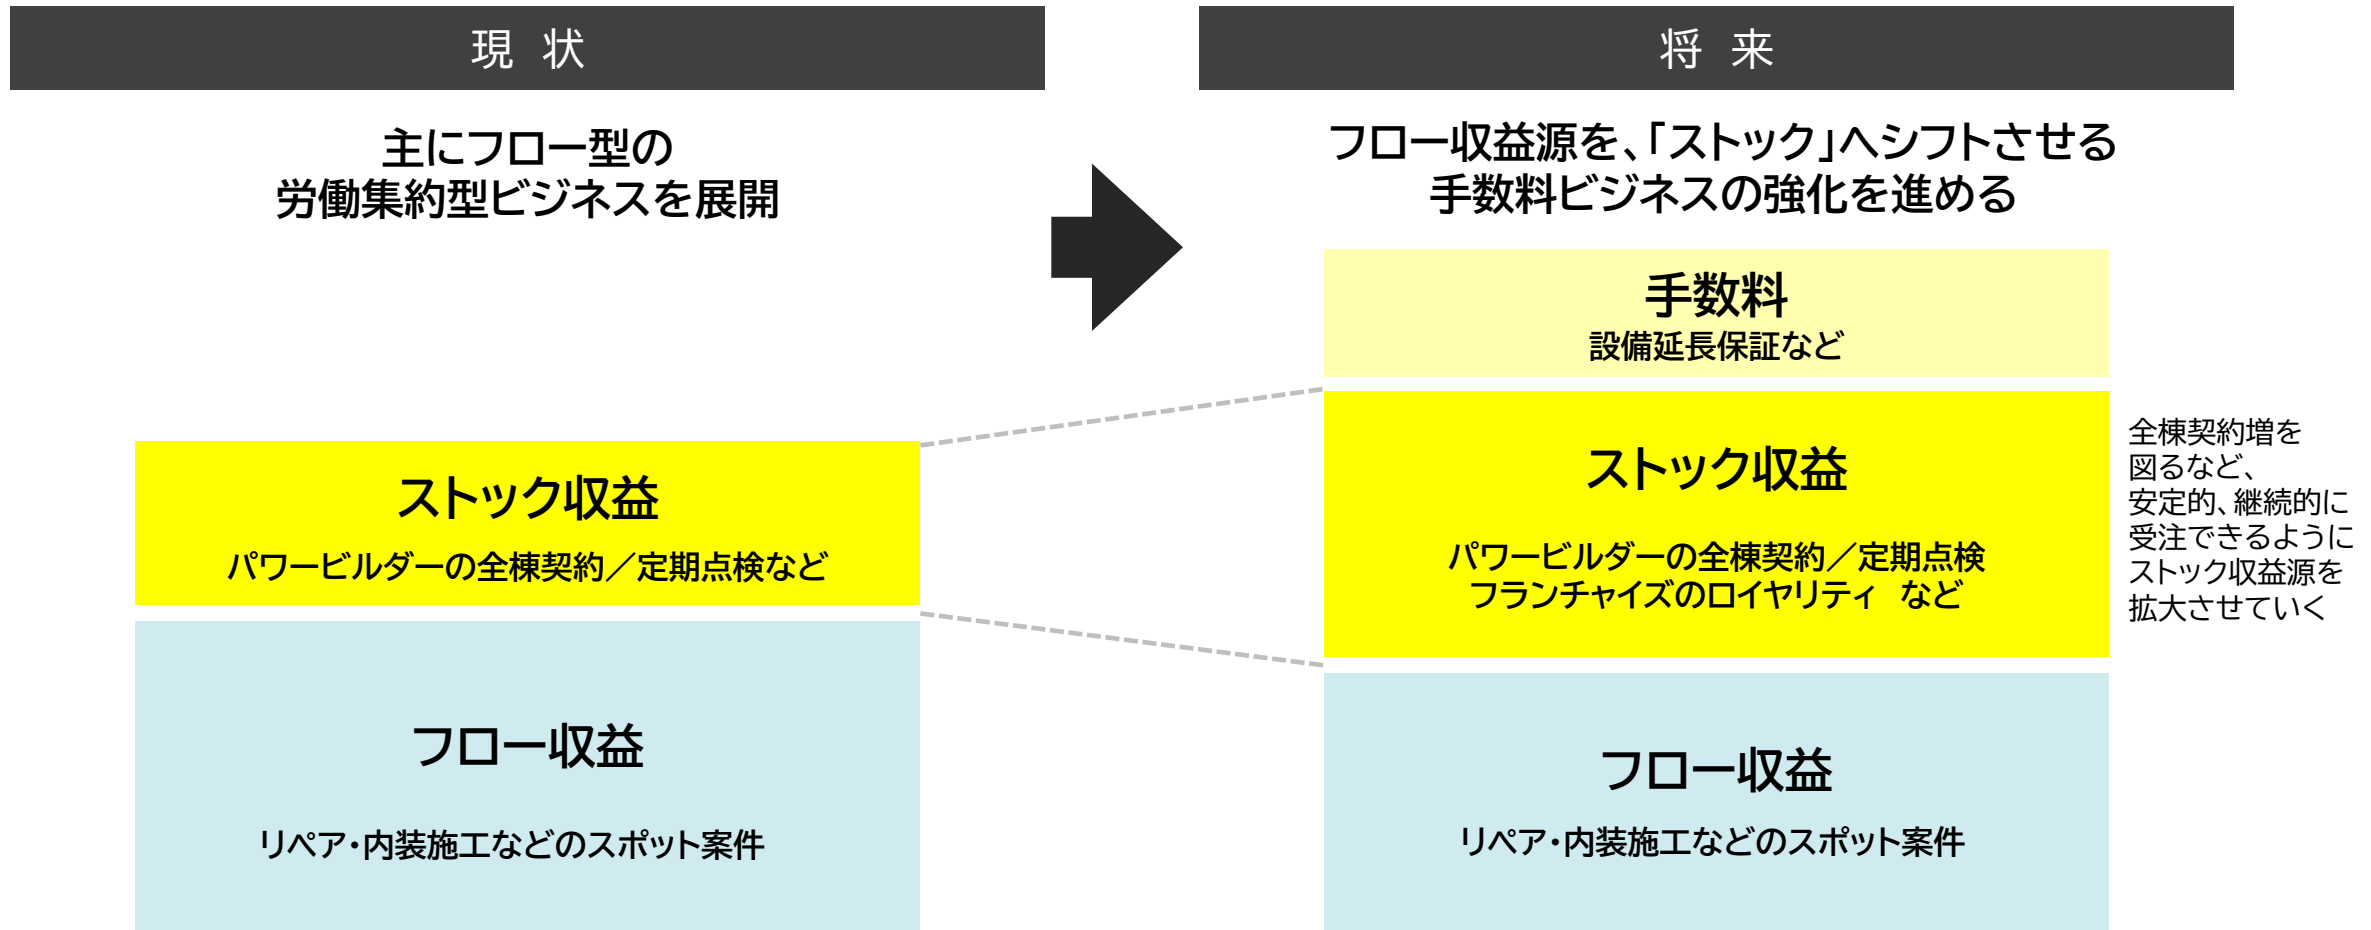 現 状
主にフロー型の
労働集約型ビジネスを展開
ストック収益
パワービルダーの全棟契約／定期点検など
フロー収益
リペア・内装施工などのスポット案件
将 来
フロー収益源を、「ストック」へシフトさせる
手数料ビジネスの強化を進める
手数料
設備延長保証など
ストック収益
パワービルダーの全棟契約／定期点検
フランチャイズのロイヤリティ など
フロー収益
リペア・内装施工などのスポット案件
全棟契約増を
図るなど、
安定的、継続的に
受注できるように
ストック収益源を
拡大させていく